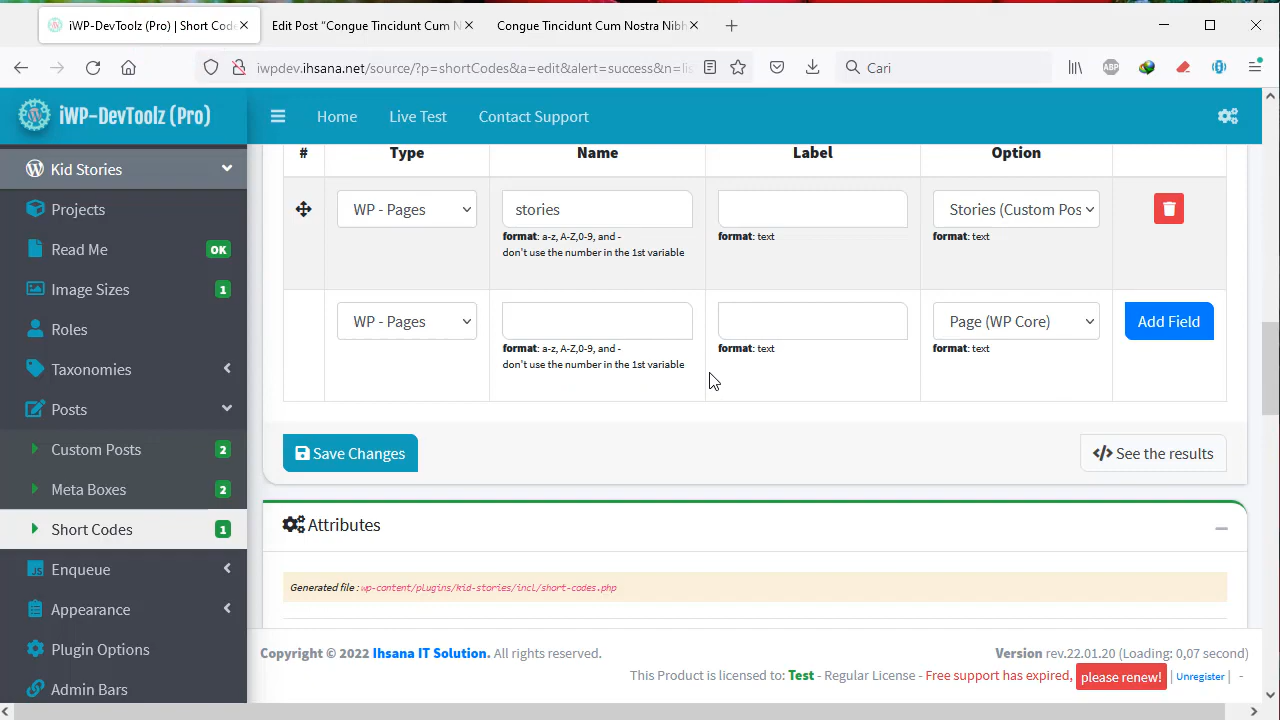 iWP-DevToolz (Pro) | Short Code
Edit Post "Congue Tincidunt Cum N
Congue Tincidunt Cum Nostra Nibh
iwpdev.ihsana.net/source/?p=shortCodes&a=edit&alert=success&n=lis
Cari
ABP
iWP-DevToolz (Pro)
Home
Live Test
Contact Support
Kid Stories
Projects
Read Me OK
Image Sizes 1
Roles
Taxonomies
Posts
Custom Posts 2
Meta Boxes 2
Short Codes 1
JS Enqueue
Appearance
Plugin Options
Admin Bars
# Type Name Label Option
WP - Pages stories Stories (Custom Pos
format: a-z, A-Z,0-9, and - format: text format: text
don't use the number in the 1st variable
WP - Pages Page (WP Core) Add Field
format: a-z, A-Z,0-9, and - format: text format: text
don't use the number in the 1st variable
Save Changes
</> See the results
Attributes
Generated file : wp-content/plugins/kid-stories/incl/short-codes.php
Copyright © 2022 Ihsana IT Solution. All rights reserved.
Version rev.22.01.20 (Loading: 0,07 second)
This Product is licensed to: Test - Regular License - Free support has expired, please renew! | Unregister | -